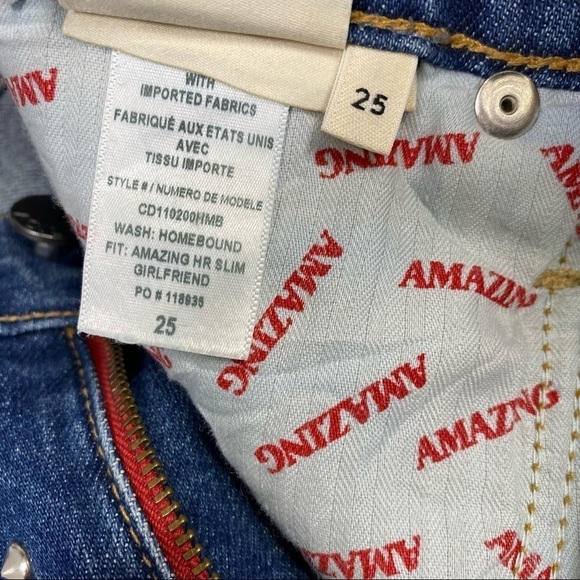 WITH
IMPORTED FABRICS
FABRIQUÉ AUX ETATS UNIS
AVEC
TISSU IMPORTE
STYLE # / NUMERO DE MODELE
CD110200HMB
WASH: HOMEBOUND
FIT: AMAZING HR SLIM
GIRLFRIEND
PO # 118935
25
25
AMAZING
AMAZING
AMAZING
AMAZING
AMAZING
AMAZING
AMAZING